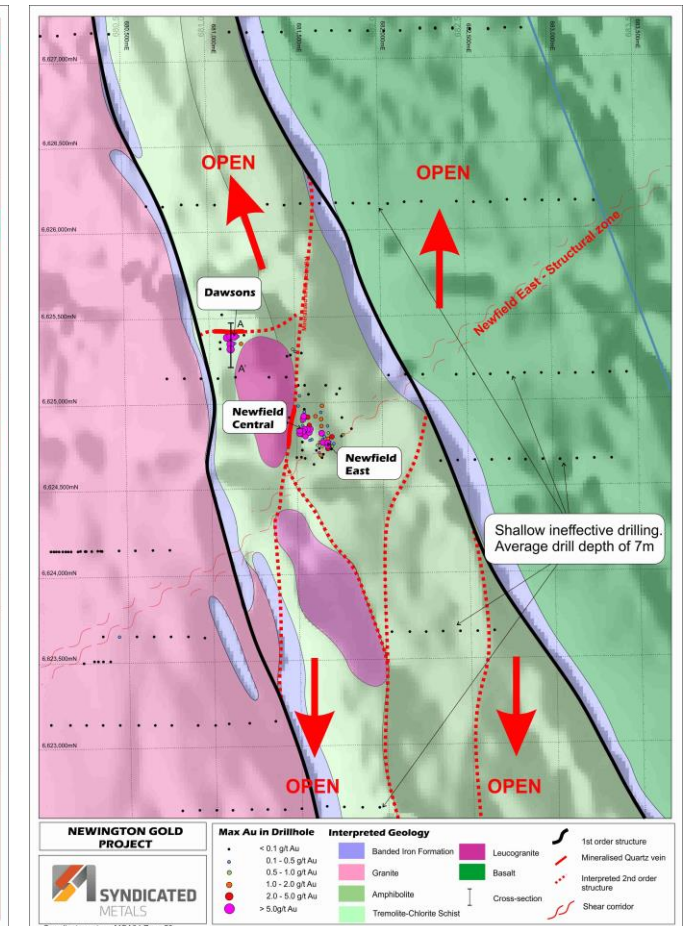 6,627,000mN
OPEN
OPEN
6,626,500mN
6,626,000mN
Newfield East - Structural zone
Dawsons
6,625,500mN
A
A'
6,625,000mN
Newfield
Central
Newfield
East
6,624,500mN
Shallow ineffective drilling.
Average drill depth of 7m
6,624,000mN
6,623,500mN
6,623,000mN
OPEN
OPEN
NEWINGTON GOLD
PROJECT
SYNDICATED
METALS
Max Au in Drillhole
< 0.1 g/t Au
0.1 - 0.5 g/t Au
0.5 - 1.0 g/t Au
1.0 - 2.0 g/t Au
2.0 - 5.0 g/t Au
> 5.0g/t Au
Interpreted Geology
Banded Iron Formation
Granite
Amphibolite
Tremolite-Chlorite Schist
Leucogranite
Basalt
Cross-section
1st order structure
Mineralised Quartz vein
Interpreted 2nd order
structure
Shear corridor